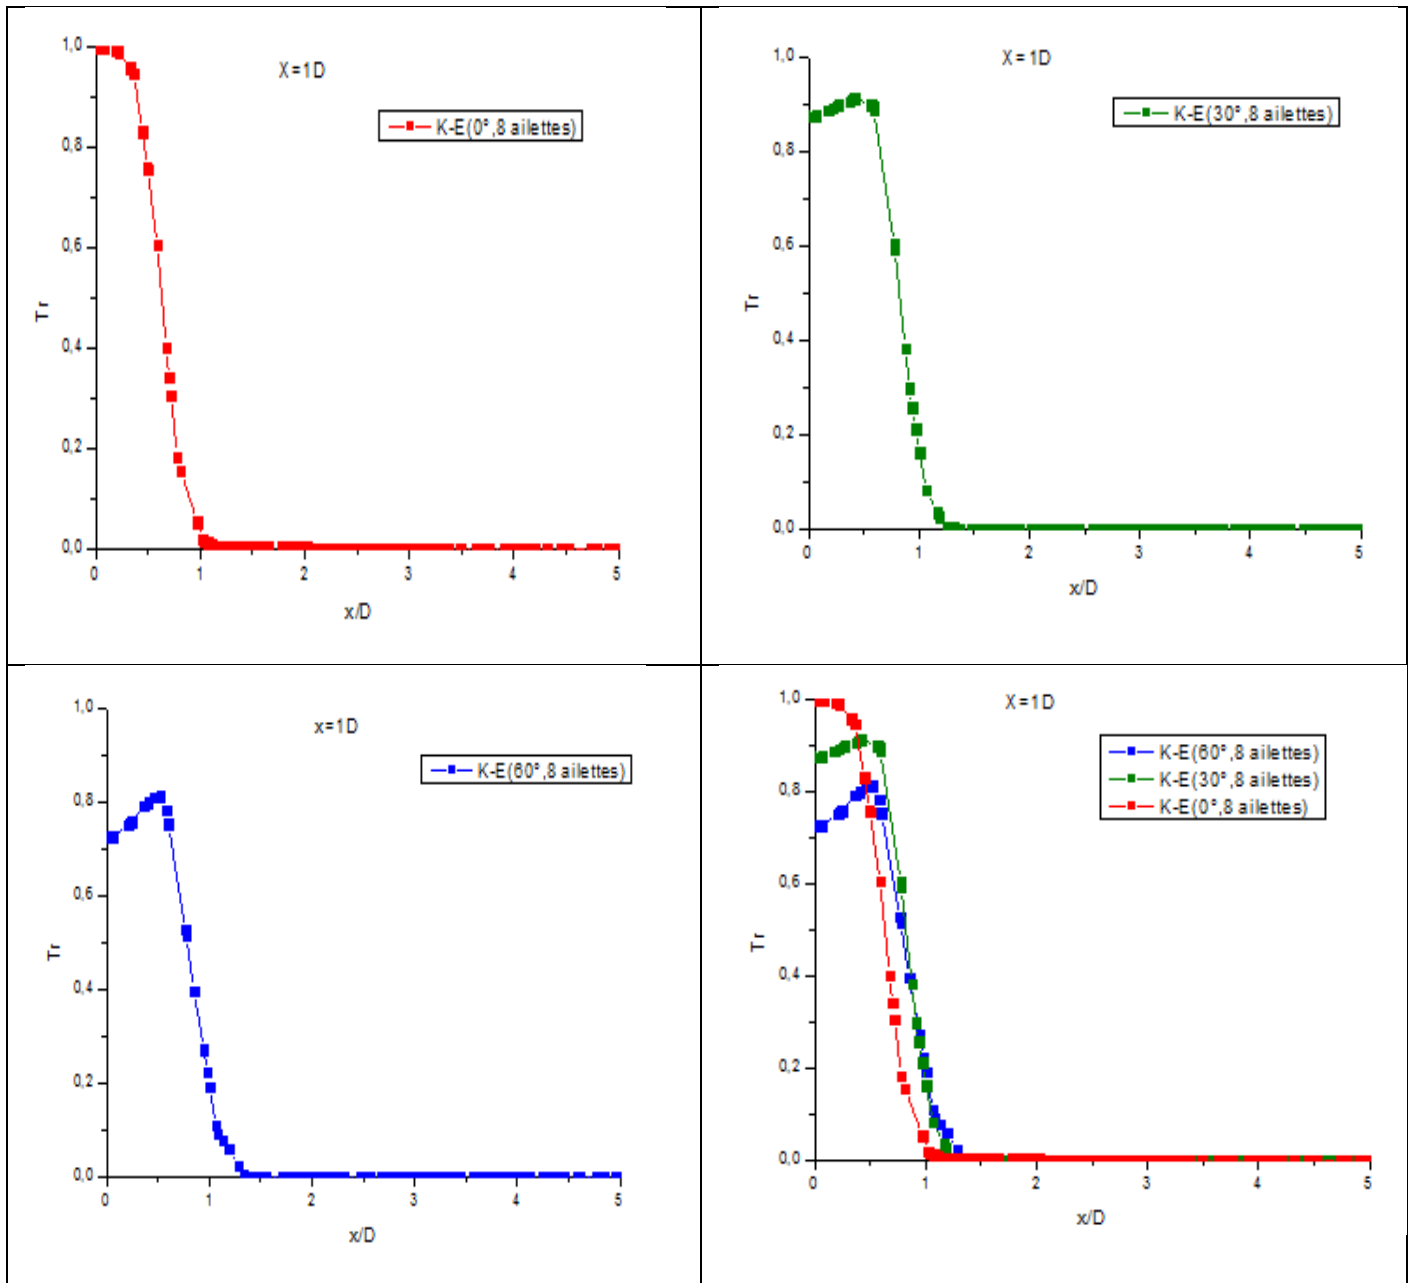 X=1D
K-E(0°,8 ailettes)
1,0
0,8
0,6
0,4
0,2
0,0
Tr
0 1 2 3 4 5
x/D
X=1D
K-E(30°,8 ailettes)
1,0
0,8
0,6
0,4
0,2
0,0
Tr
0 1 2 3 4 5
x/D
x=1D
K-E(60°,8 ailettes)
1,0
0,8
0,6
0,4
0,2
0,0
Tr
0 1 2 3 4 5
x/D
X=1D
K-E(60°,8 ailettes)
K-E(30°,8 ailettes)
K-E(0°,8 ailettes)
1,0
0,8
0,6
0,4
0,2
0,0
Tr
0 1 2 3 4 5
x/D